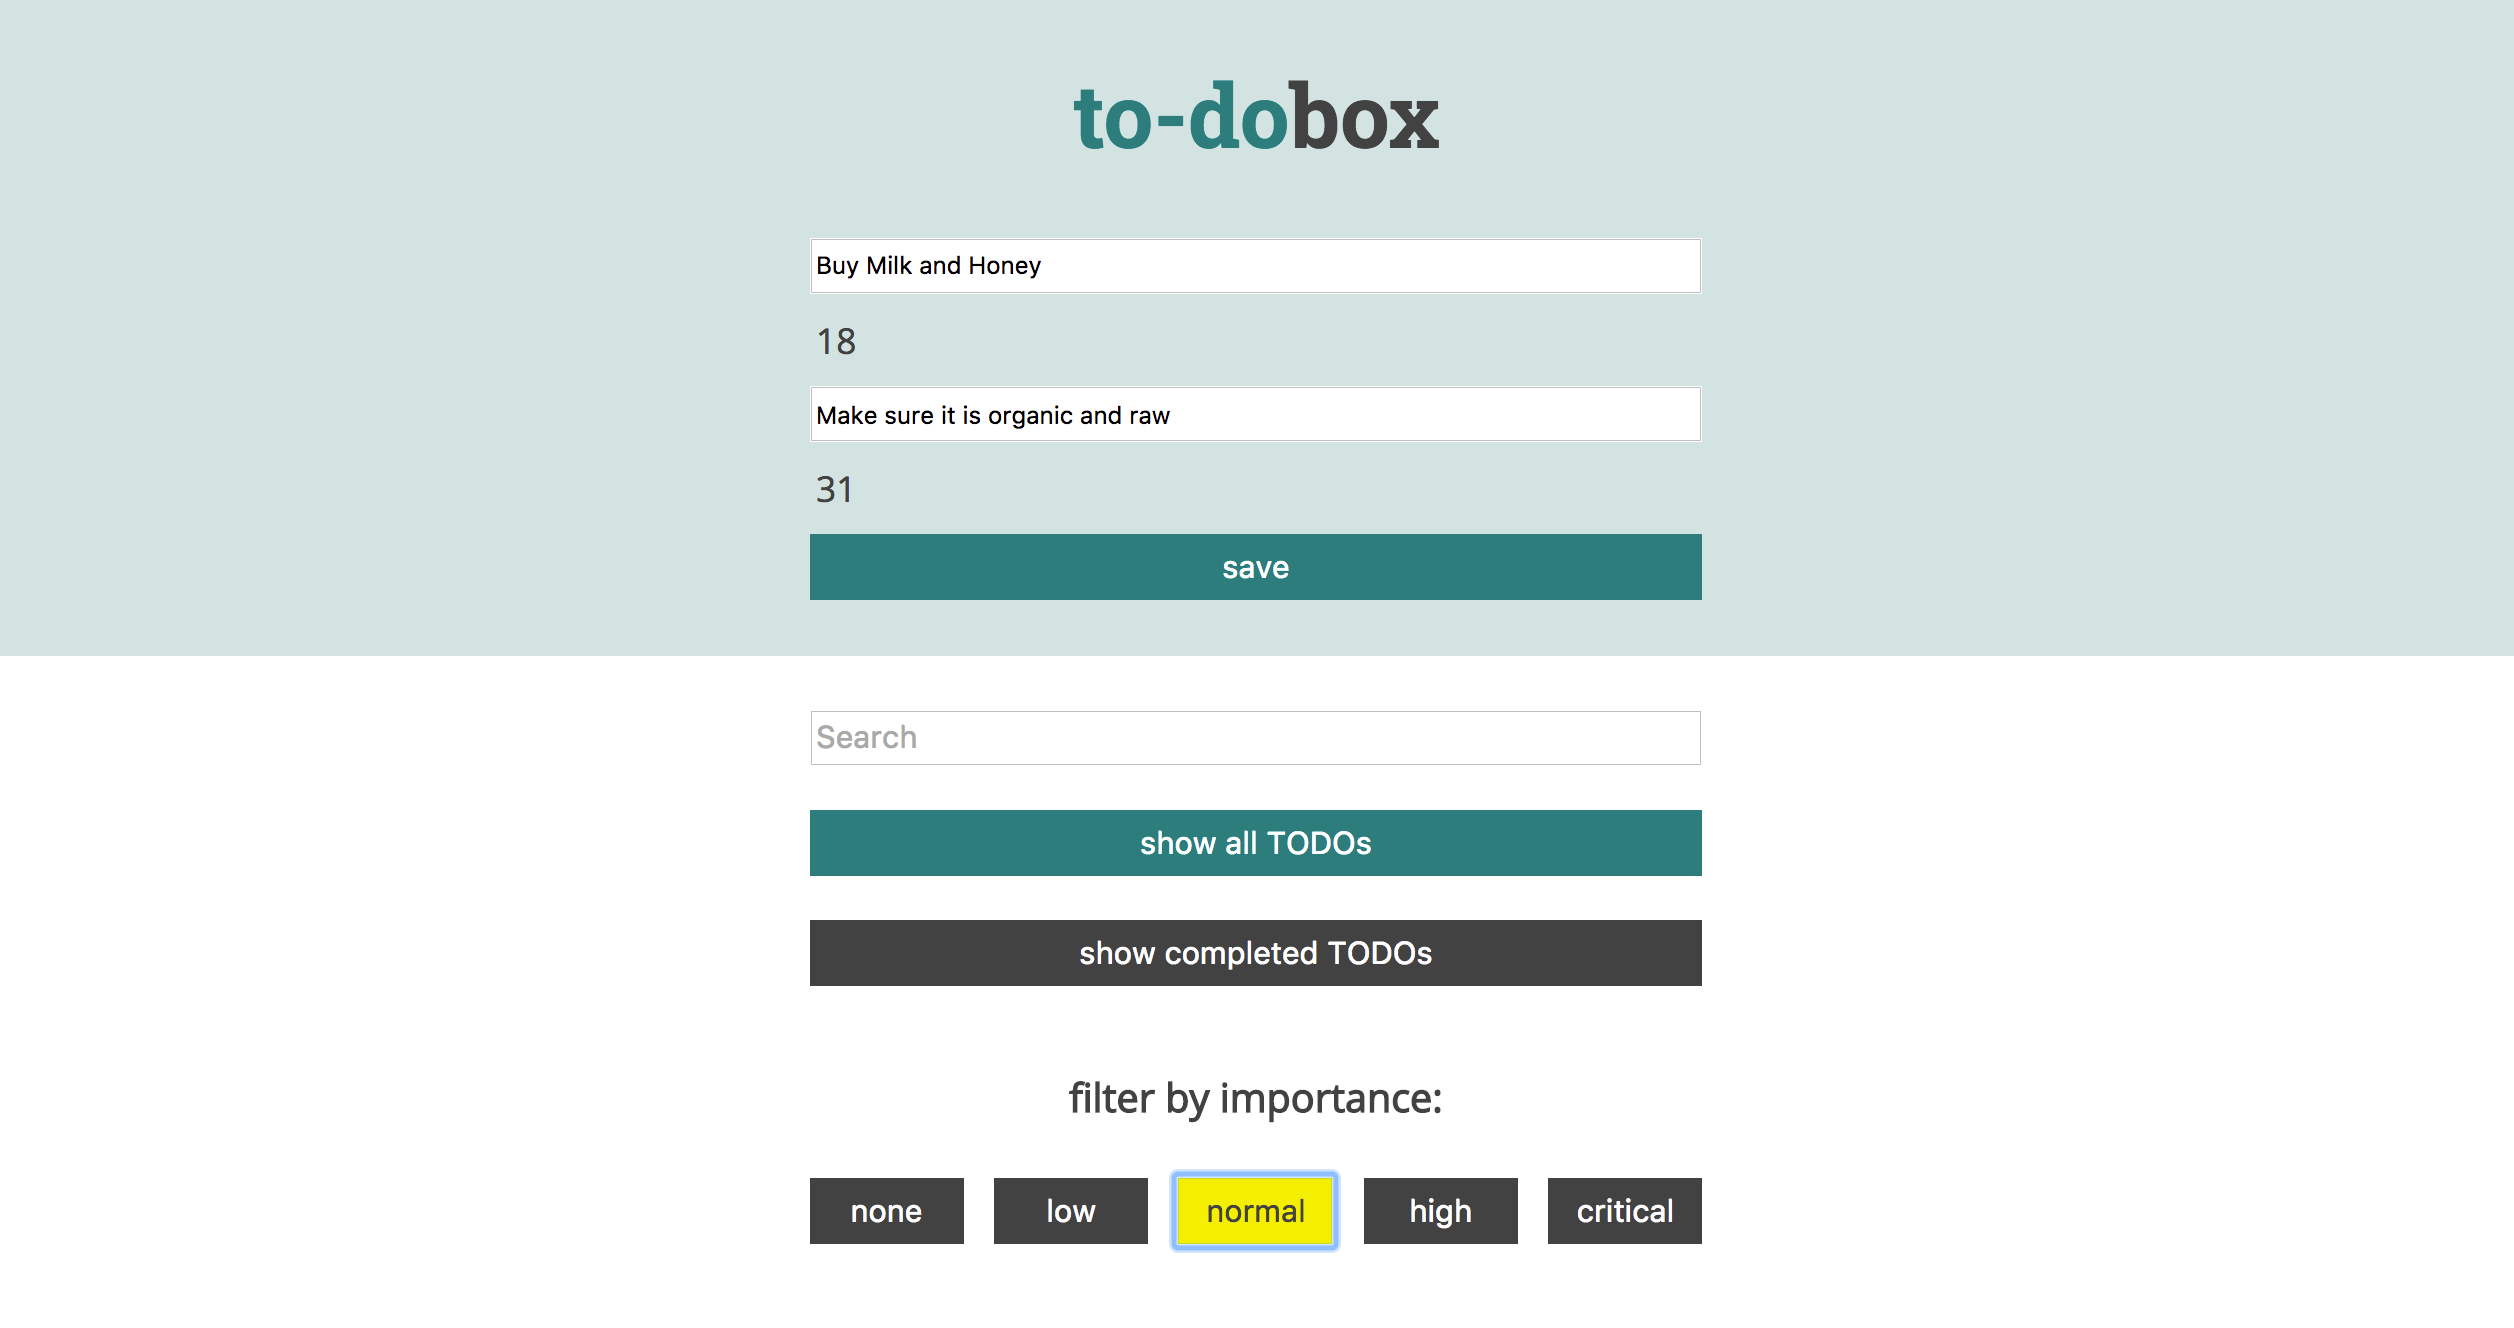 to-dobox
Buy Milk and Honey
18
Make sure it is organic and raw
31
save
Search
show all TODOs
show completed TODOs
filter by importance:
none low normal high critical